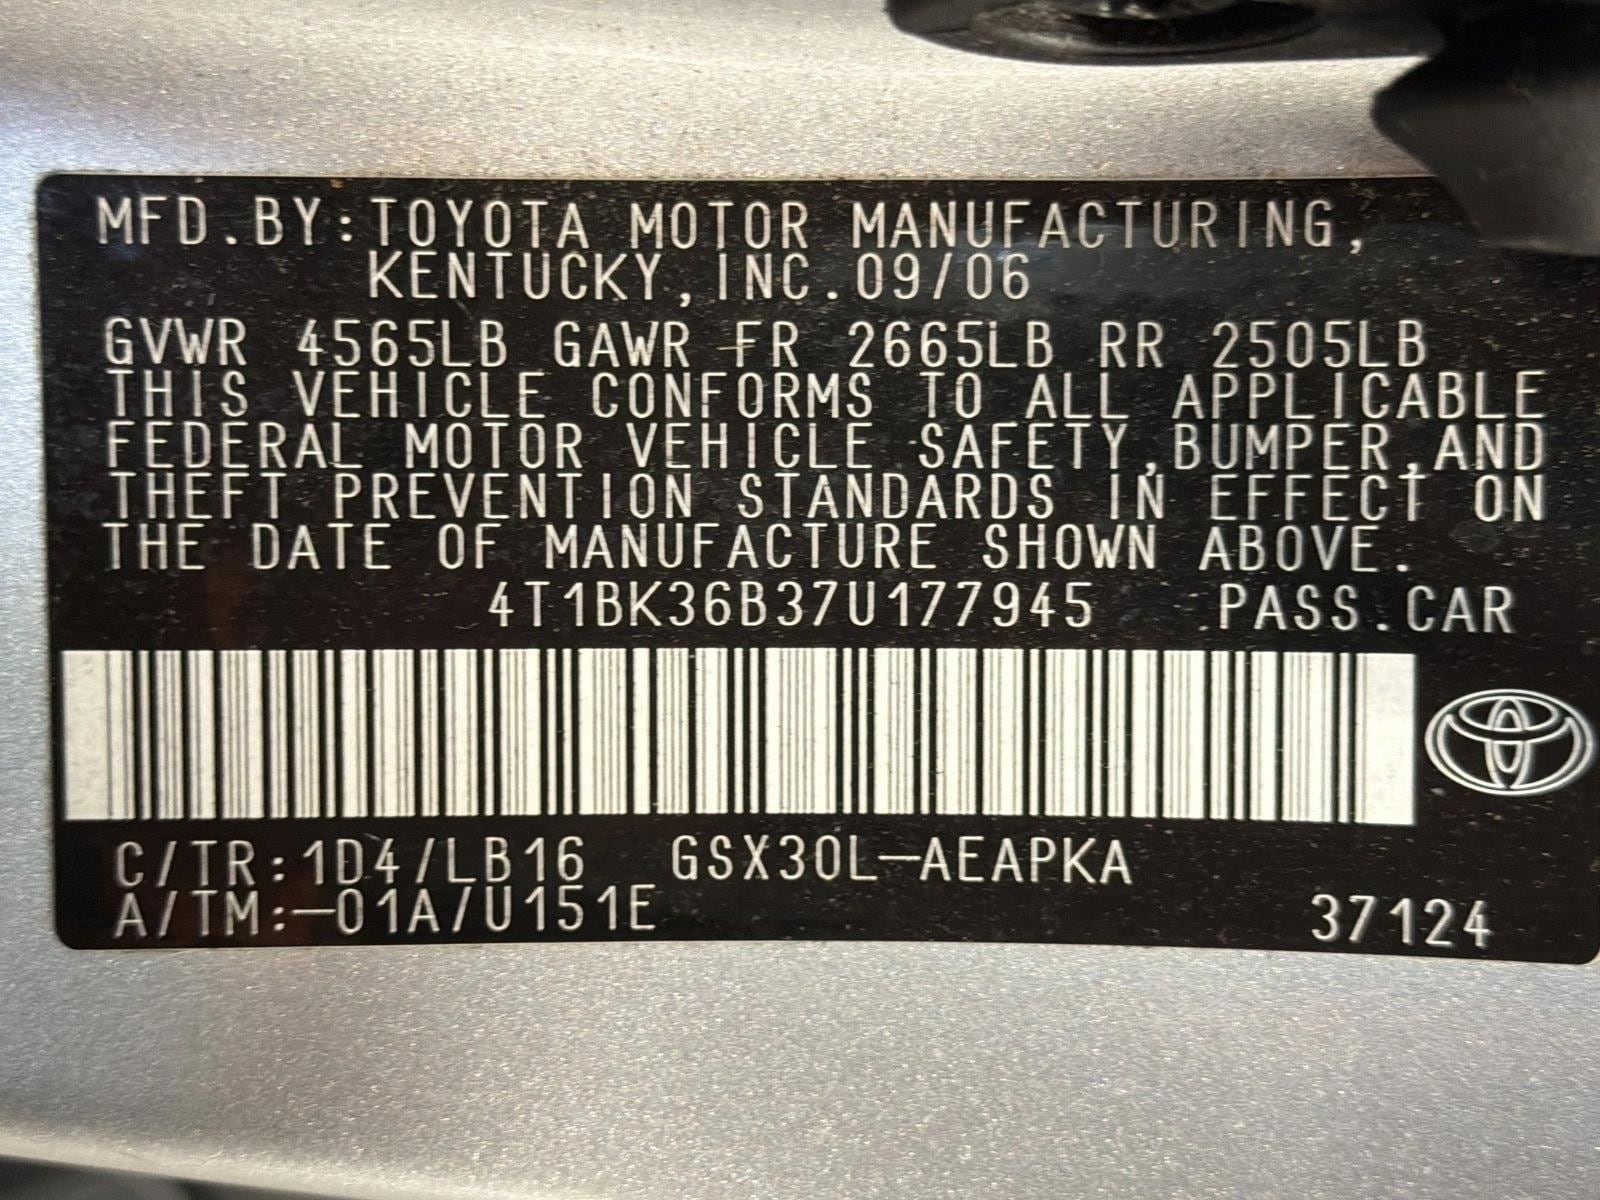 MFD.BY:TOYOTA MOTOR MANUFACTURING,
KENTUCKY,INC.09/06
GVWR 4565LB GAWR FR 2665LB RR 2505LB
THIS VEHICLE CONFORMS TO ALL APPLICABLE
FEDERAL MOTOR VEHICLE SAFETY,BUMPER,AND
THEFT PREVENTION STANDARDS IN EFFECT ON
THE DATE OF MANUFACTURE SHOWN ABOVE.
4T1BK36B37U177945 PASS.CAR
C/TR:1D4/LB16 GSX30L-AEAPKA
A/TM:-01A/U151E
37124